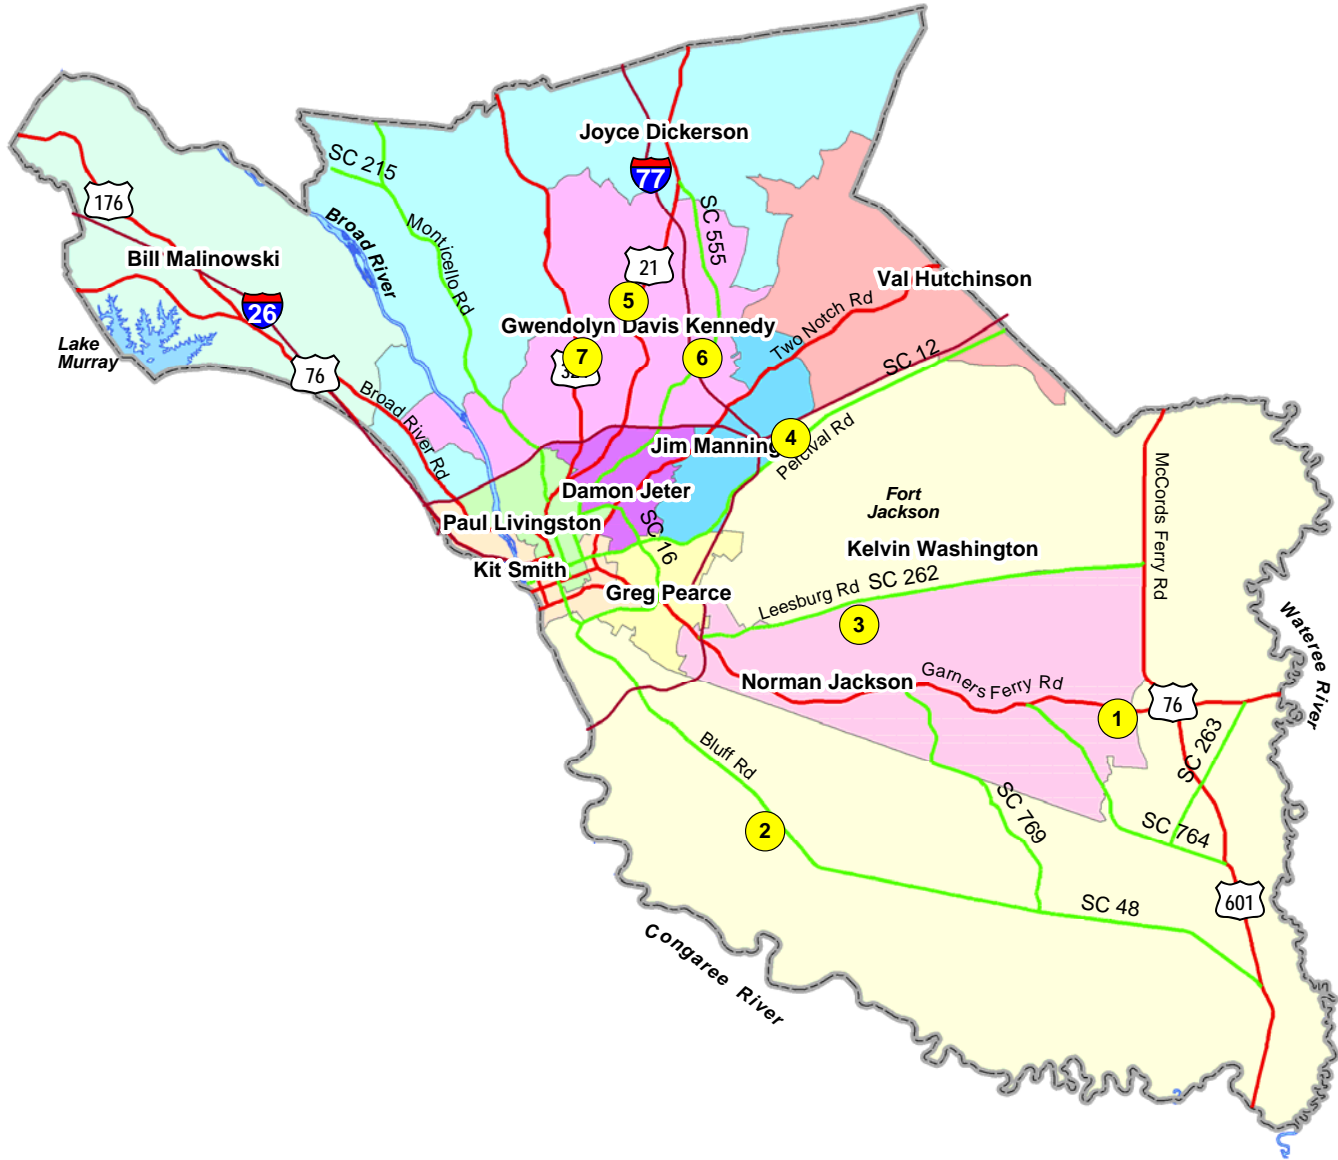 Joyce Dickerson
SC 215
77
176
Broad River
Monticello Rd
SC 555
Bill Malinowski
21
Val Hutchinson
26
5
Two Notch Rd
Gwendolyn Davis Kennedy
Lake
Murray
7
6
SC 12
76
Broad River Rd
4
Jim Manning
Percival Rd
McCords Ferry Rd
Damon Jeter
Fort
Jackson
Paul Livingston
SC 16
Kelvin Washington
Kit Smith
Leesburg Rd
SC 262
Greg Pearce
3
Wateree River
Norman Jackson
Garners Ferry Rd
76
1
Bluff Rd
SC 263
2
SC 769
SC 764
601
SC 48
Congaree River